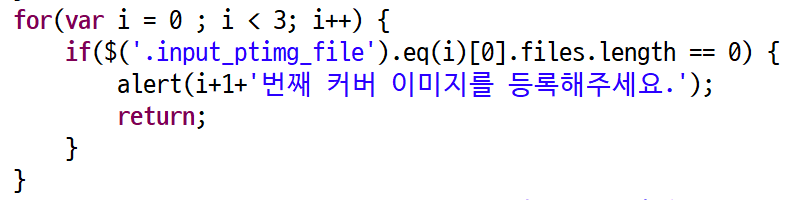 for(var i = 0 ; i < 3; i++) {
    if($('.input_ptimg_file').eq(i)[0].files.length == 0) {
        alert(i+1+'번째 커버 이미지를 등록해주세요.');
        return;
    }
}